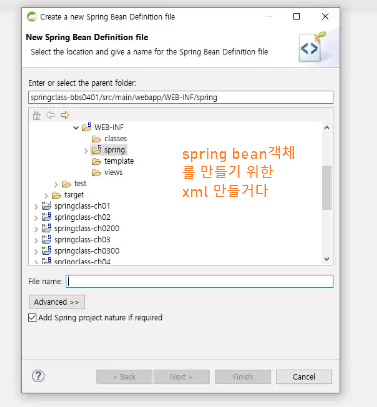 Create a new Spring Bean Definition file
New Spring Bean Definition file
Select the location and give a name for the Spring Bean Definition file
Enter or select the parent folder:
springclass-bbs0401/src/main/webapp/WEB-INF/spring
WEB-INF
classes
spring
template
views
test
target
springclass-ch01
springclass-ch02
springclass-ch0200
springclass-ch03
springclass-ch0300
springclass-ch04
spring bean객체
를 만들기 위한
xml 만들거다
File name:
Advanced >>
Add Spring project nature if required
?
< Back
Next >
Finish
Cancel